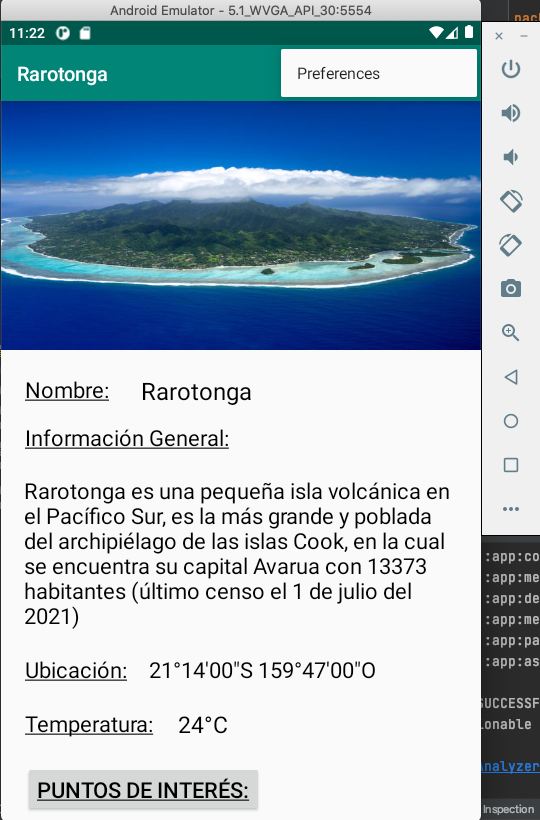 Android Emulator - 5.1_WVGA_API_30:5554
pack
11:22
Rarotonga
Preferences
Nombre: Rarotonga
Información General:
Rarotonga es una pequeña isla volcánica en
el Pacífico Sur, es la más grande y poblada
del archipiélago de las islas Cook, en la cual
se encuentra su capital Avarua con 13373
habitantes (último censo el 1 de julio del
2021)
Ubicación: 21°14'00"S 159°47'00"O
Temperatura: 24°C
PUNTOS DE INTERÉS:
:app:co
:app:me
:app:de
:app:me
:app:pa
:app:as
SUCCESSF
ionable
Analyzer
Inspection